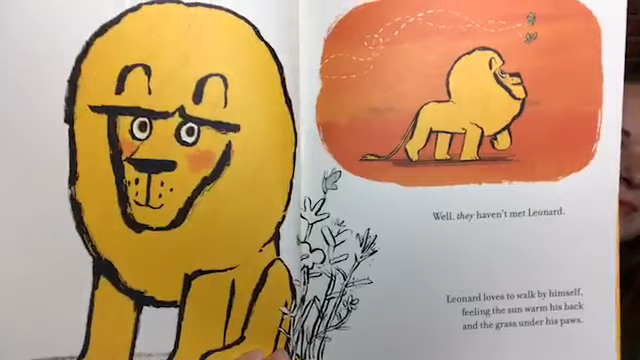 Well, they haven't met Leonard.
Leonard loves to walk by himself,
feeling the sun warm his back
and the grass under his paws.